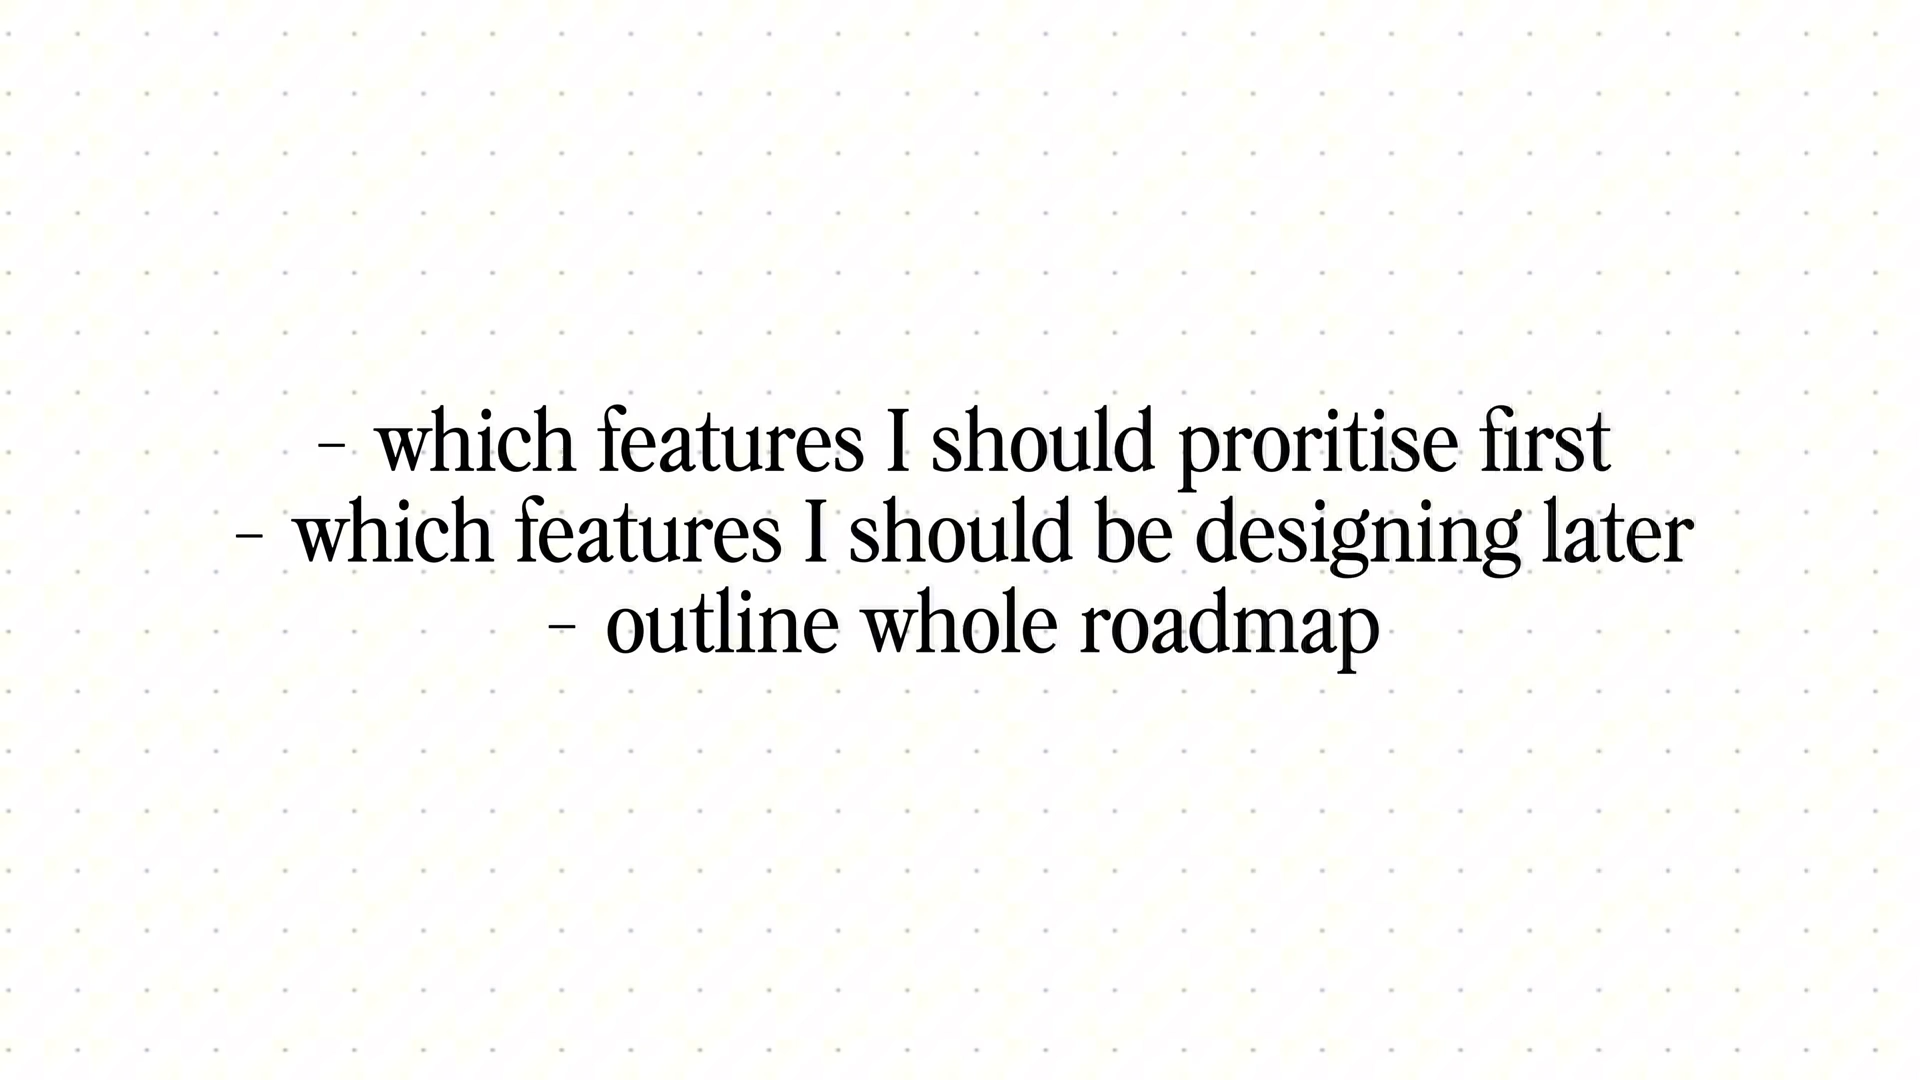 - which features I should proritise first
- which features I should be designing later
- outline whole roadmap